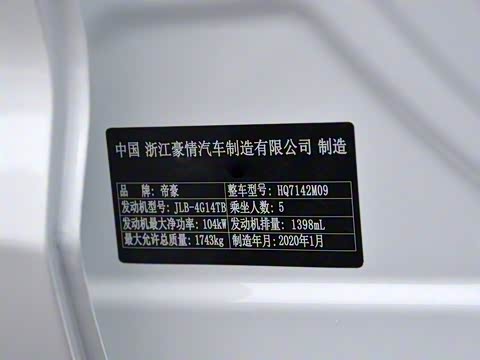 中国 浙江豪情汽车制造有限公司 制造
品 牌:帝豪 整车型号: HQ7142M09
发动机型号: JLB-4G14TB 乘坐人数: 5
发动机最大净功率: 104kW 发动机排量: 1398mL
最大允许总质量: 1743kg 制造年月: 2020年1月